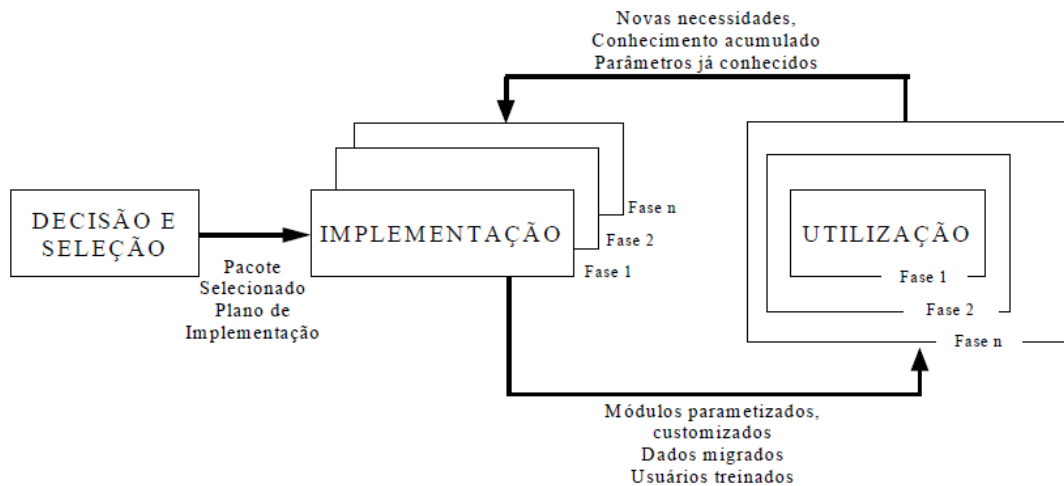 Novas necessidades,
Conhecimento acumulado
Parâmetros já conhecidos
DECISÃO E
SELEÇÃO
Pacote
Selecionado
Plano de
Implementação
IMPLEMENTAÇÃO
Fase n
Fase 2
Fase 1
UTILIZAÇÃO
Fase 1
Fase 2
Fase n
Módulos parametizados,
customizados
Dados migrados
Usuários treinados